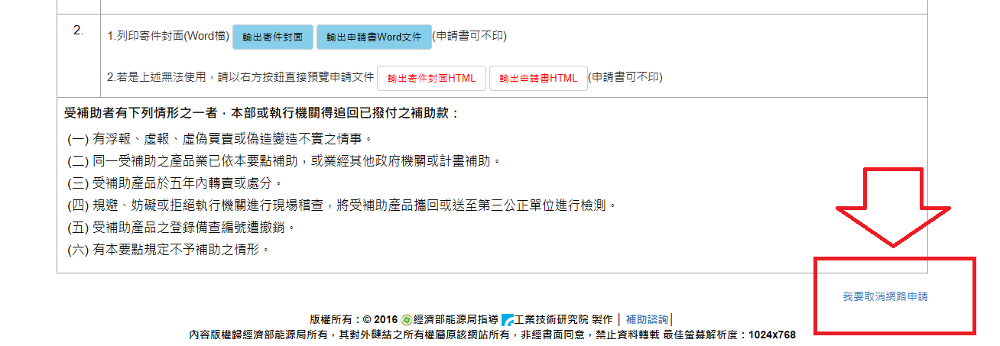 2.
1.列印寄件封面(Word檔) 輸出寄件封面 輸出申請書Word文件 (申請書可不印)
2.若是上述無法使用，請以右方按鈕直接預覽申請文件 輸出寄件封面HTML 輸出申請書HTML (申請書可不印)
受補助者有下列情形之一者，本部或執行機關得追回已撥付之補助款：
(一) 有浮報、虛報、虛偽買賣或偽造變造不實之情事。
(二) 同一受補助之產品業已依本要點補助，或業經其他政府機關或計畫補助。
(三) 受補助產品於五年內轉賣或處分。
(四) 規避、妨礙或拒絕執行機關進行現場稽查，將受補助產品攜回或送至第三公正單位進行檢測。
(五) 受補助產品之登錄備查編號遭撤銷。
(六) 有本要點規定不予補助之情形。
我要取消網路申請
版權所有：© 2016 經濟部能源局指導 工業技術研究院 製作 | 補助諮詢|
內容版權歸經濟部能源局所有，其對外鏈結之所有權屬原該網站所有，非經書面同意，禁止資料轉載 最佳螢幕解析度：1024x768